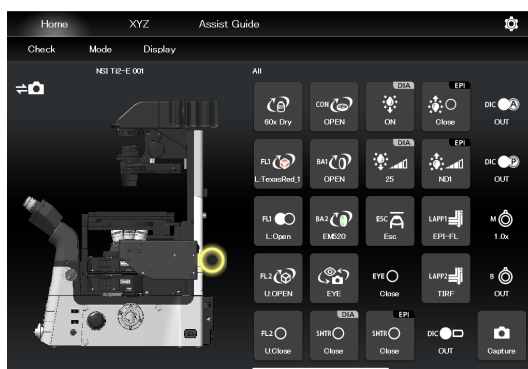 Home XYZ Assist Guide
Check Mode Display
NSI Ti2-E 001
All
60x Dry
CON
OPEN
DIA
ON
EPI
Close
DIC A
OUT
FL1
L:TexasRed_1
BA1
OPEN
DIA
25
EPI
ND1
DIC P
OUT
FL1
L:Open
BA2
EM520
ESC
Esc
LAPP1
EPI-FL
M
1.0x
FL2
U:OPEN
EYE
EYE
Close
LAPP2
TIRF
B
OUT
FL2
U:Close
DIA
SHTR
Close
EPI
SHTR
Close
DIC
OUT
Capture